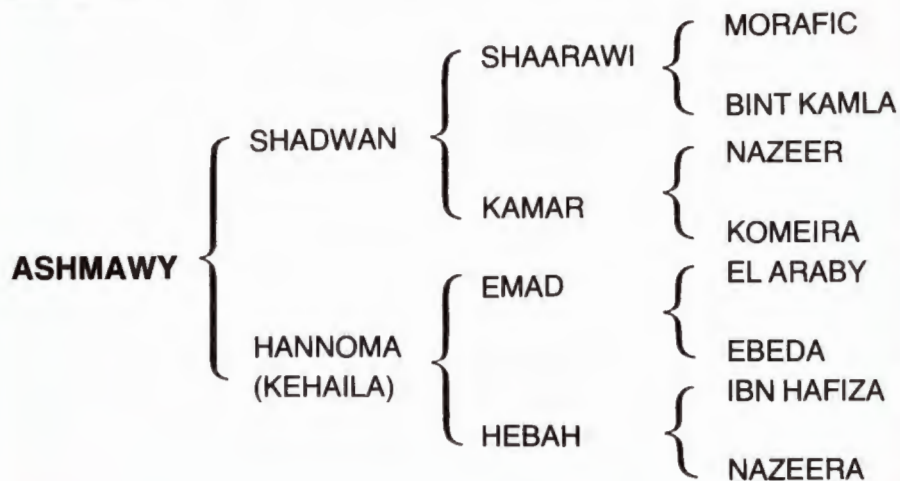 MORAFIC
SHAARAWI
BINT KAMLA
SHADWAN
NAZEER
KAMAR
KOMEIRA
ASHMAWY
EL ARABY
EMAD
HANNOMA
(KEHAILA)
EBEDA
IBN HAFIZA
HEBAH
NAZEERA